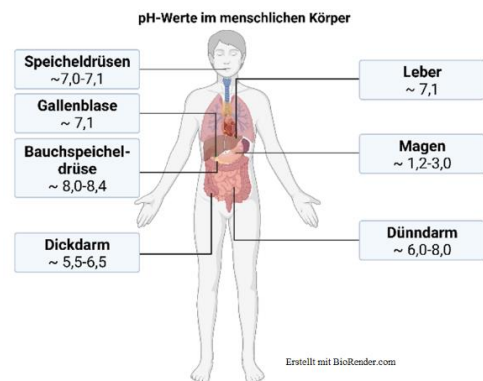 pH-Werte im menschlichen Körper
Speicheldrüsen
~7,0-7,1
Gallenblase
~ 7,1
Bauchspeichel-
drüse
~ 8,0-8,4
Dickdarm
~ 5,5-6,5
Leber
~ 7,1
Magen
~ 1,2-3,0
Dünndarm
~ 6,0-8,0
Erstellt mit BioRender.com